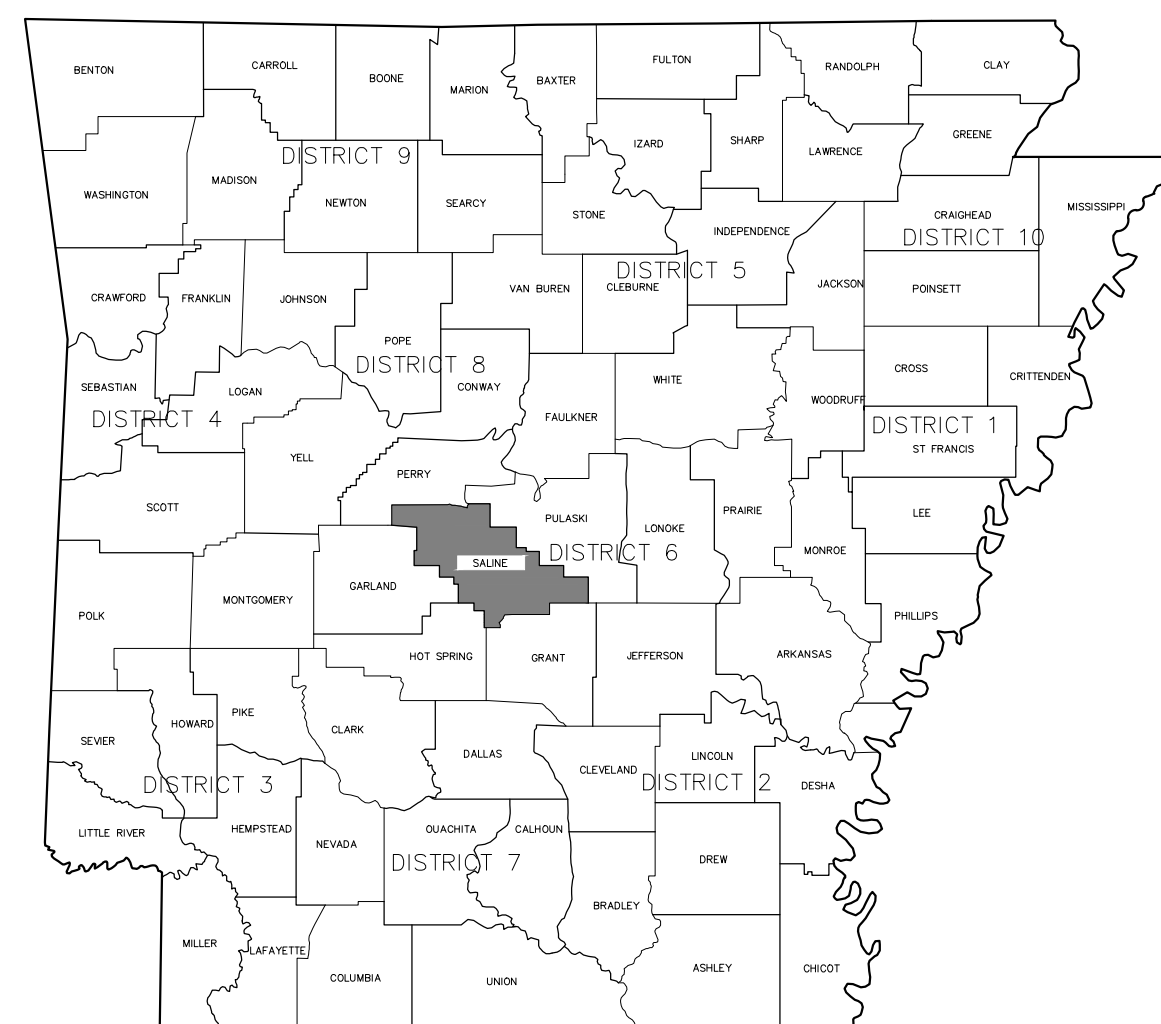 BENTON
CARROLL
BOONE
MARION
BAXTER
FULTON
RANDOLPH
CLAY
IZARD
SHARP
LAWRENCE
GREENE
DISTRICT 9
WASHINGTON
MADISON
NEWTON
SEARCY
STONE
INDEPENDENCE
CRAIGHEAD
MISSISSIPPI
DISTRICT 10
DISTRICT 5
CRAWFORD
FRANKLIN
JOHNSON
VAN BUREN
CLEBURNE
JACKSON
POINSETT
POPE
DISTRICT 8
SEBASTIAN
LOGAN
CONWAY
WHITE
CROSS
CRITTENDEN
WOODRUFF
DISTRICT 4
FAULKNER
DISTRICT 1
ST FRANCIS
YELL
PERRY
SCOTT
PULASKI
LONOKE
PRAIRIE
LEE
DISTRICT 6
MONROE
SALINE
GARLAND
MONTGOMERY
POLK
PHILLIPS
HOT SPRING
GRANT
JEFFERSON
ARKANSAS
HOWARD
PIKE
CLARK
SEVIER
DALLAS
CLEVELAND
LINCOLN
DISTRICT 3
DISTRICT 2
DESHA
LITTLE RIVER
HEMPSTEAD
NEVADA
OUACHITA
CALHOUN
DISTRICT 7
DREW
BRADLEY
MILLER
LAFAYETTE
COLUMBIA
UNION
ASHLEY
CHICOT